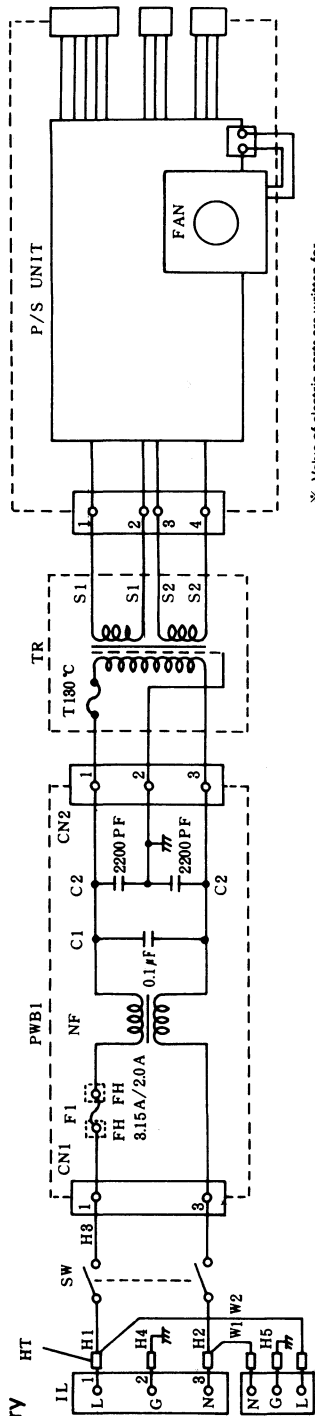 ry
HT
IL
1
L
H1
2
G
H4
3
N
H2
W1
W2
N
G
H5
L
SW
H3
PWB1
CN1
1
3
F1
FH
FH
3.15A/2.0A
NF
C1
0.1μF
C2
2200PF
2200PF
C2
CN2
1
2
3
TR
T130℃
S1
S1
S2
S2
1
2
3
4
P/S UNIT
FAN